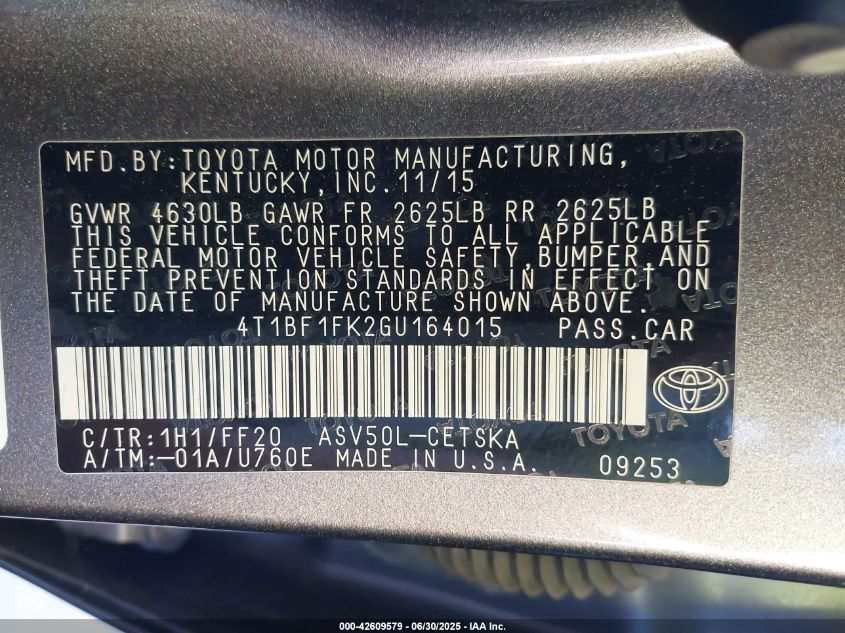 MFD.BY:TOYOTA MOTOR MANUFACTURING,
KENTUCKY,INC.11/15
GVWR 4630LB GAWR FR 2625LB RR 2625LB
THIS VEHICLE CONFORMS TO ALL APPLICABLE
FEDERAL MOTOR VEHICLE SAFETY,BUMPER,AND
THEFT PREVENTION STANDARDS IN EFFECT ON
THE DATE OF MANUFACTURE SHOWN ABOVE.
4T1BF1FK2GU164015 PASS.CAR
TOYOTA
C/TR:1H1/FF20 ASV50L-CETSKA
A/TM:-01A/U760E MADE IN U.S.A. 09253
000-42609579 - 06/30/2025 - IAA Inc.